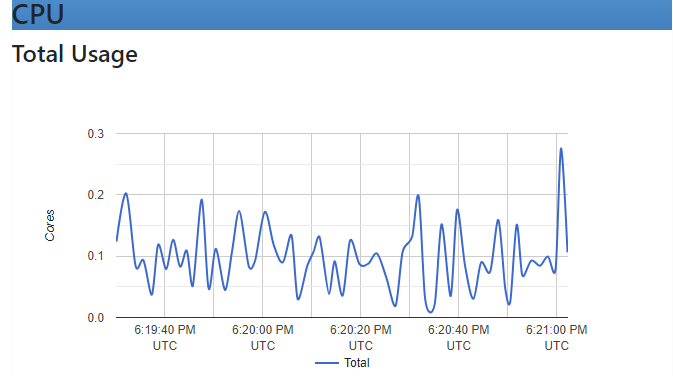 CPU
Total Usage
0.3
0.2
0.1
0.0
Cores
6:19:40 PM
UTC
6:20:00 PM
UTC
6:20:20 PM
UTC
6:20:40 PM
UTC
6:21:00 PM
UTC
Total